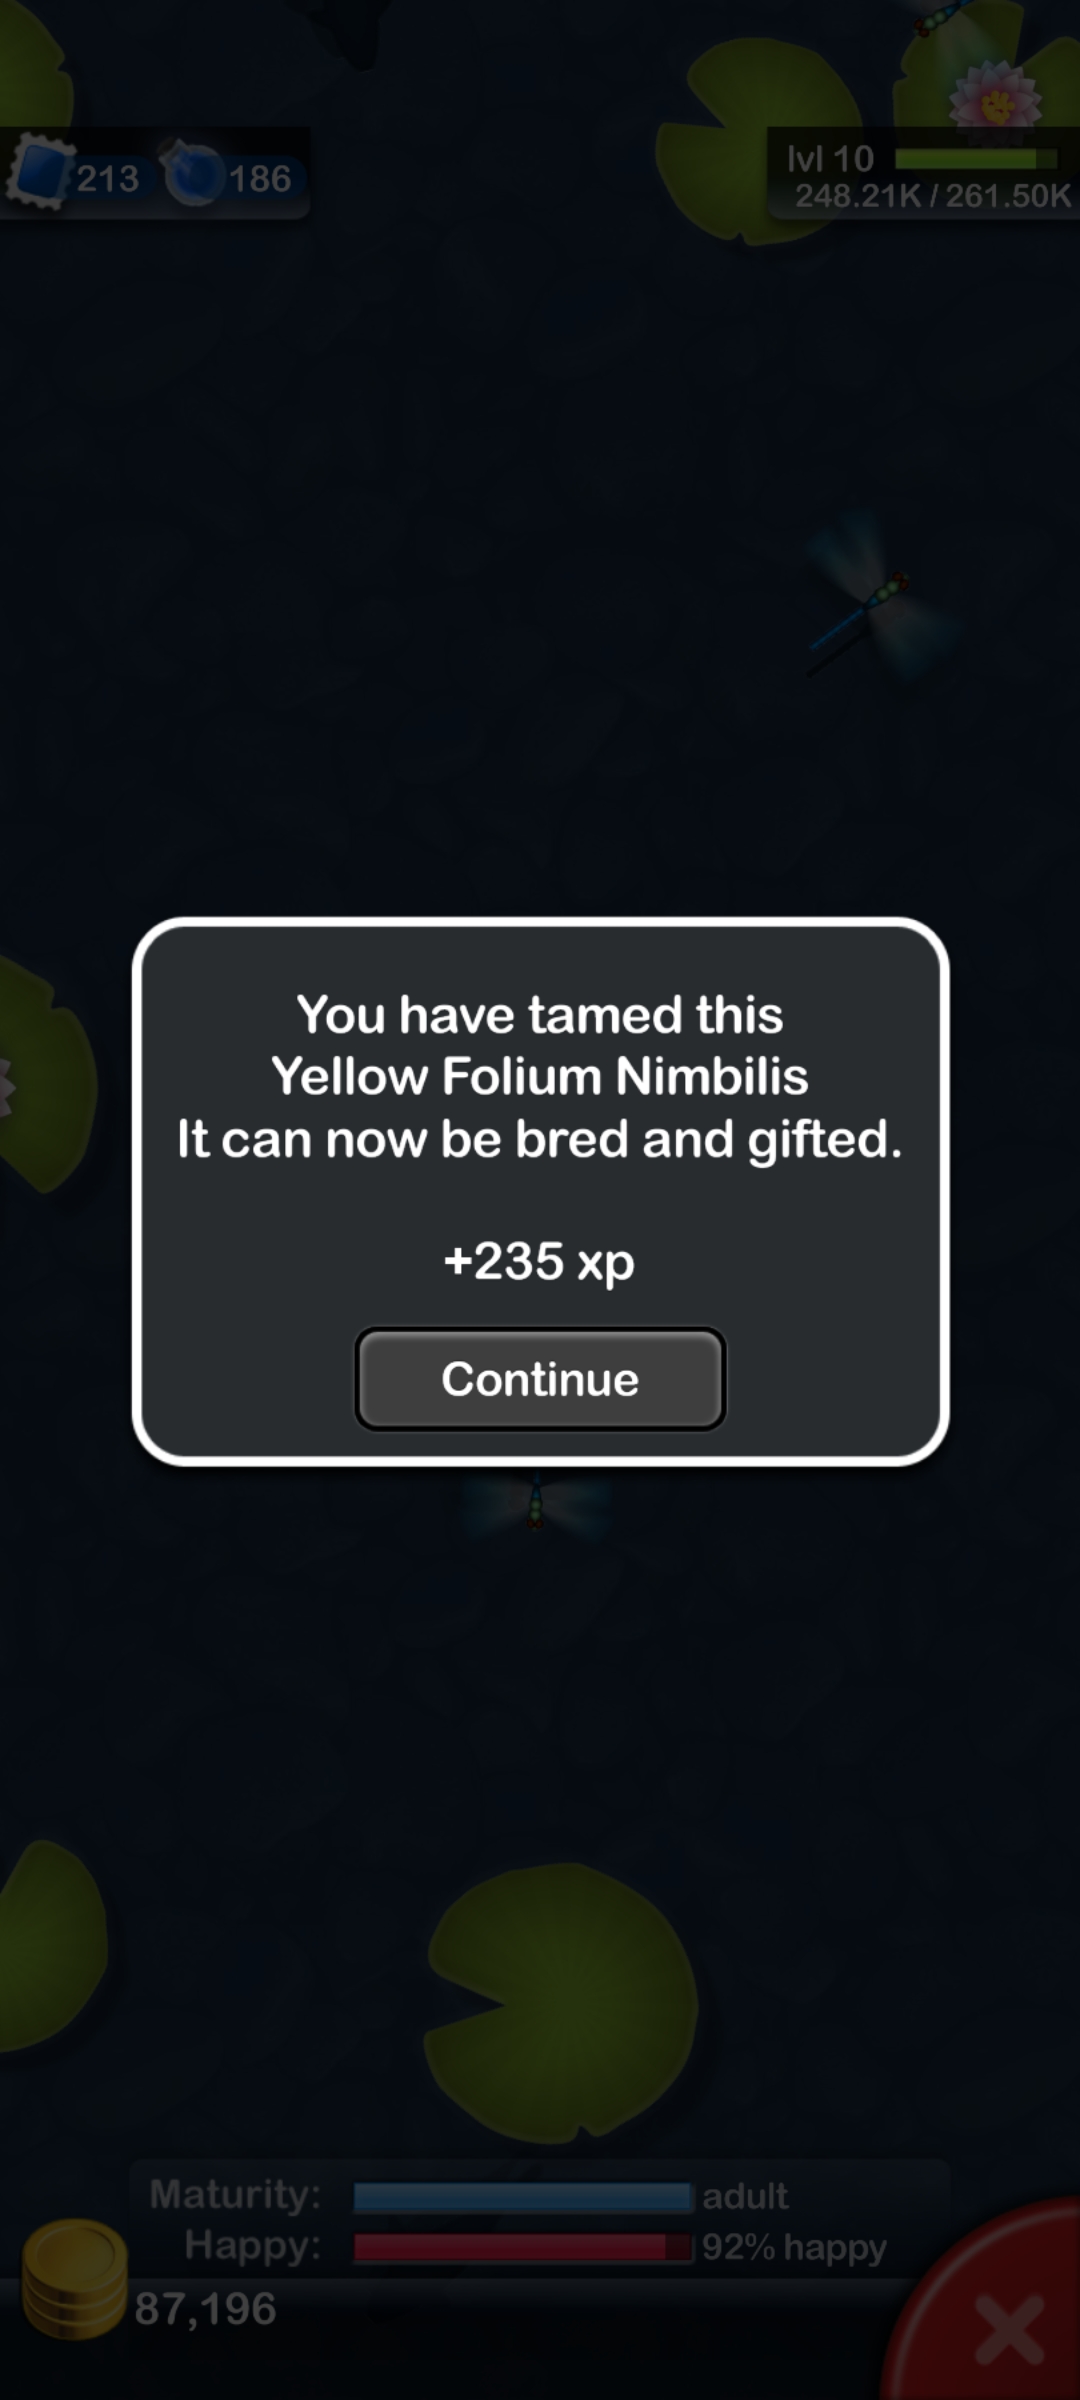 213
186
lvl 10
248.21K / 261.50K
You have tamed this
Yellow Folium Nimbilis
It can now be bred and gifted.
+235 xp
Continue
Maturity: adult
Happy: 92% happy
87,196